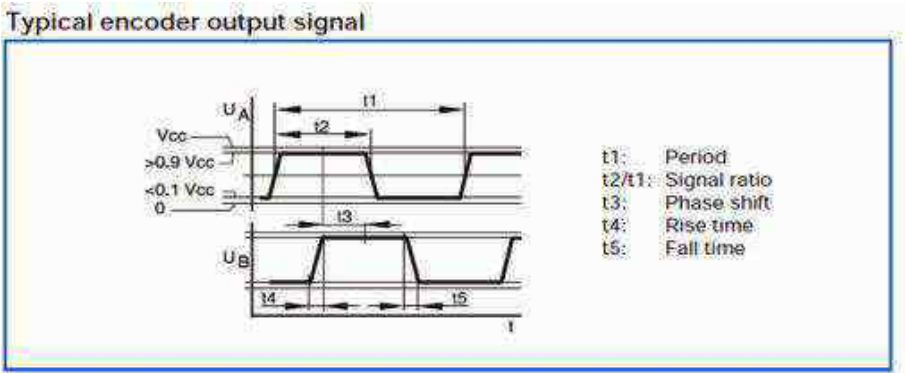 Typical encoder output signal
U A
t1
t2
Vcc
>0.9 Vcc
<0.1 Vcc
0
t3
U B
t4
t5
t
t1: Period
t2/t1: Signal ratio
t3: Phase shift
t4: Rise time
t5: Fall time